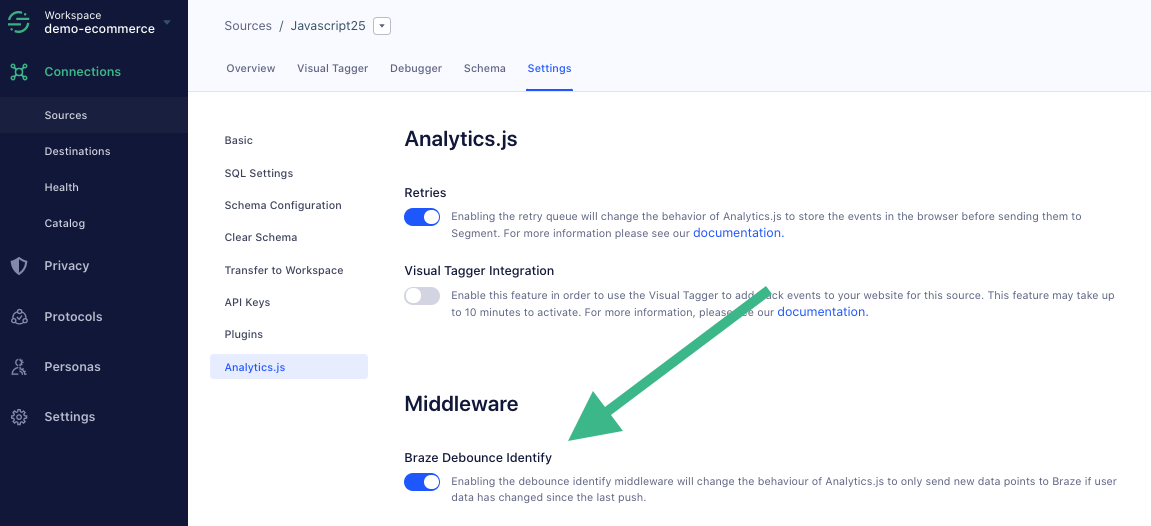 Workspace
demo-ecommerce
Connections
Sources
Destinations
Health
Catalog
Privacy
Protocols
Personas
Settings
Sources / Javascript25
Overview Visual Tagger Debugger Schema Settings
Basic
SQL Settings
Schema Configuration
Clear Schema
Transfer to Workspace
API Keys
Plugins
Analytics.js
Analytics.js
Retries
Enabling the retry queue will change the behavior of Analytics.js to store the events in the browser before sending them to
Segment. For more information please see our documentation.
Visual Tagger Integration
Enable this feature in order to use the Visual Tagger to add events to your website for this source. This feature may take up
to 10 minutes to activate. For more information, please our documentation.
Middleware
Braze Debounce Identify
Enabling the debounce identify middleware will change the behaviour of Analytics.js to only send new data points to Braze if user
data has changed since the last push.